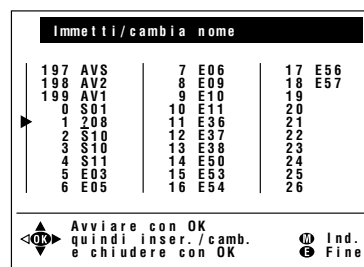 Immetti/cambia nome
197 AVS 7 E06 17 E56
198 AV2 8 E09 18 E57
199 AV1 9 E10 19
0 S01 10 E11 20
1 208 11 E36 21
2 S10 12 E37 22
3 S10 13 E38 23
4 S11 14 E50 24
5 E03 15 E53 25
6 E05 16 E54 26
Avviare con OK
OK quindi inser./camb. M Ind.
e chiudere con OK E Fine